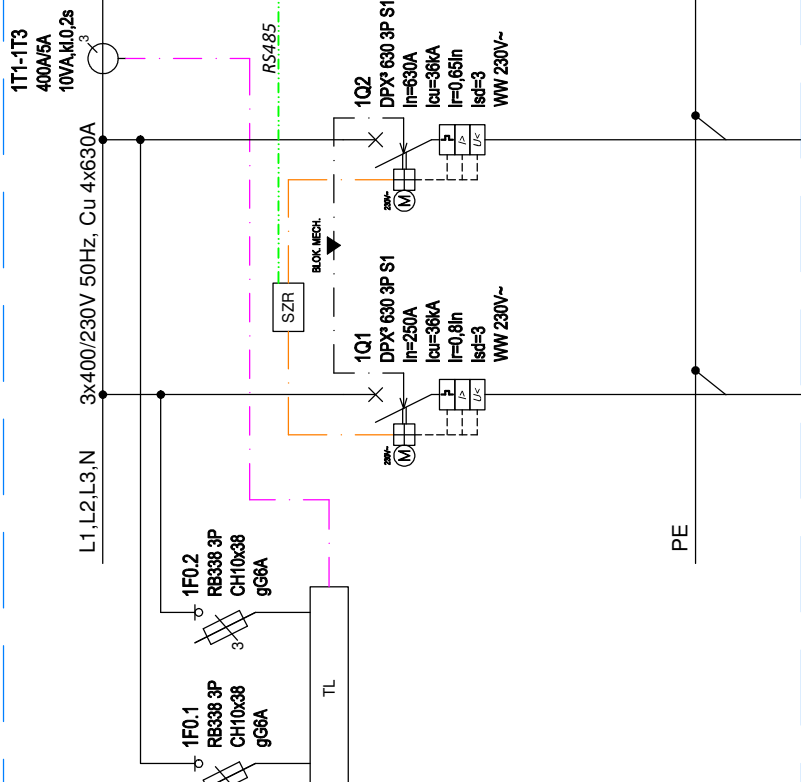 1T1-1T3
400A/5A
10VA,kl.0,2s
3
L1,L2,L3,N
3x400/230V 50Hz, Cu 4x630A
RS485
1Q2
DPX³ 630 3P S1
In=630A
Icu=36kA
Ir=0,65In
Isd=3
WW 230V~
I>
U<
230V~
M
BLOK. MECH.
SZR
1Q1
DPX³ 630 3P S1
In=250A
Icu=36kA
Ir=0,8In
Isd=3
WW 230V~
I>
U<
230V~
M
PE
1F0.2
RB338 3P
CH10x38
gG6A
3
1F0.1
RB338 3P
CH10x38
gG6A
TL